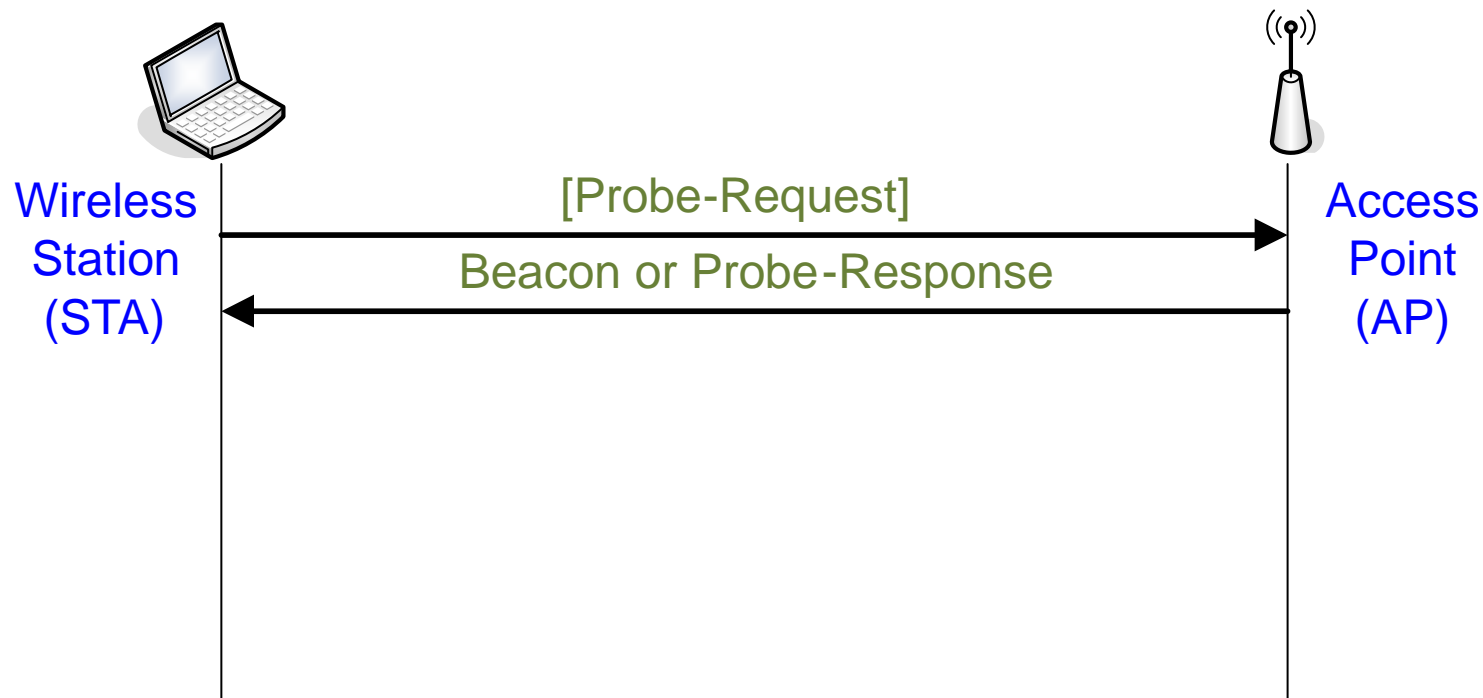 Wireless
Station
(STA)
[Probe-Request]
Beacon or Probe-Response
Access
Point
(AP)